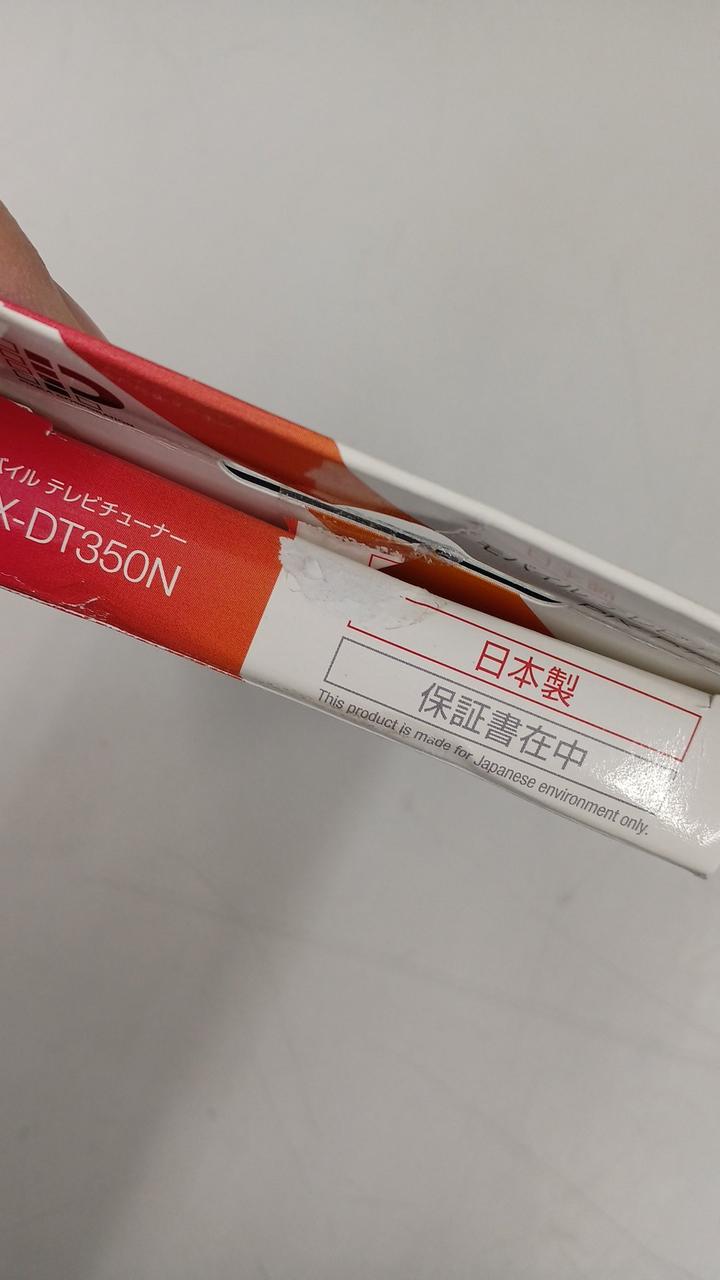 バイル テレビチューナー
X-DT350N
日本製
保証書在中
This product is made for Japanese environment only.